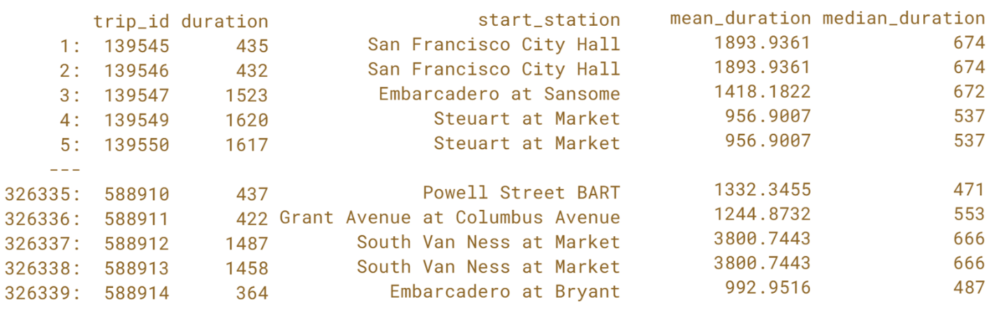 trip_id duration start_station mean_duration median_duration
1: 139545 435 San Francisco City Hall 1893.9361 674
2: 139546 432 San Francisco City Hall 1893.9361 674
3: 139547 1523 Embarcadero at Sansome 1418.1822 672
4: 139549 1620 Steuart at Market 956.9007 537
5: 139550 1617 Steuart at Market 956.9007 537
---
326335: 588910 437 Powell Street BART 1332.3455 471
326336: 588911 422 Grant Avenue at Columbus Avenue 1244.8732 553
326337: 588912 1487 South Van Ness at Market 3800.7443 666
326338: 588913 1458 South Van Ness at Market 3800.7443 666
326339: 588914 364 Embarcadero at Bryant 992.9516 487